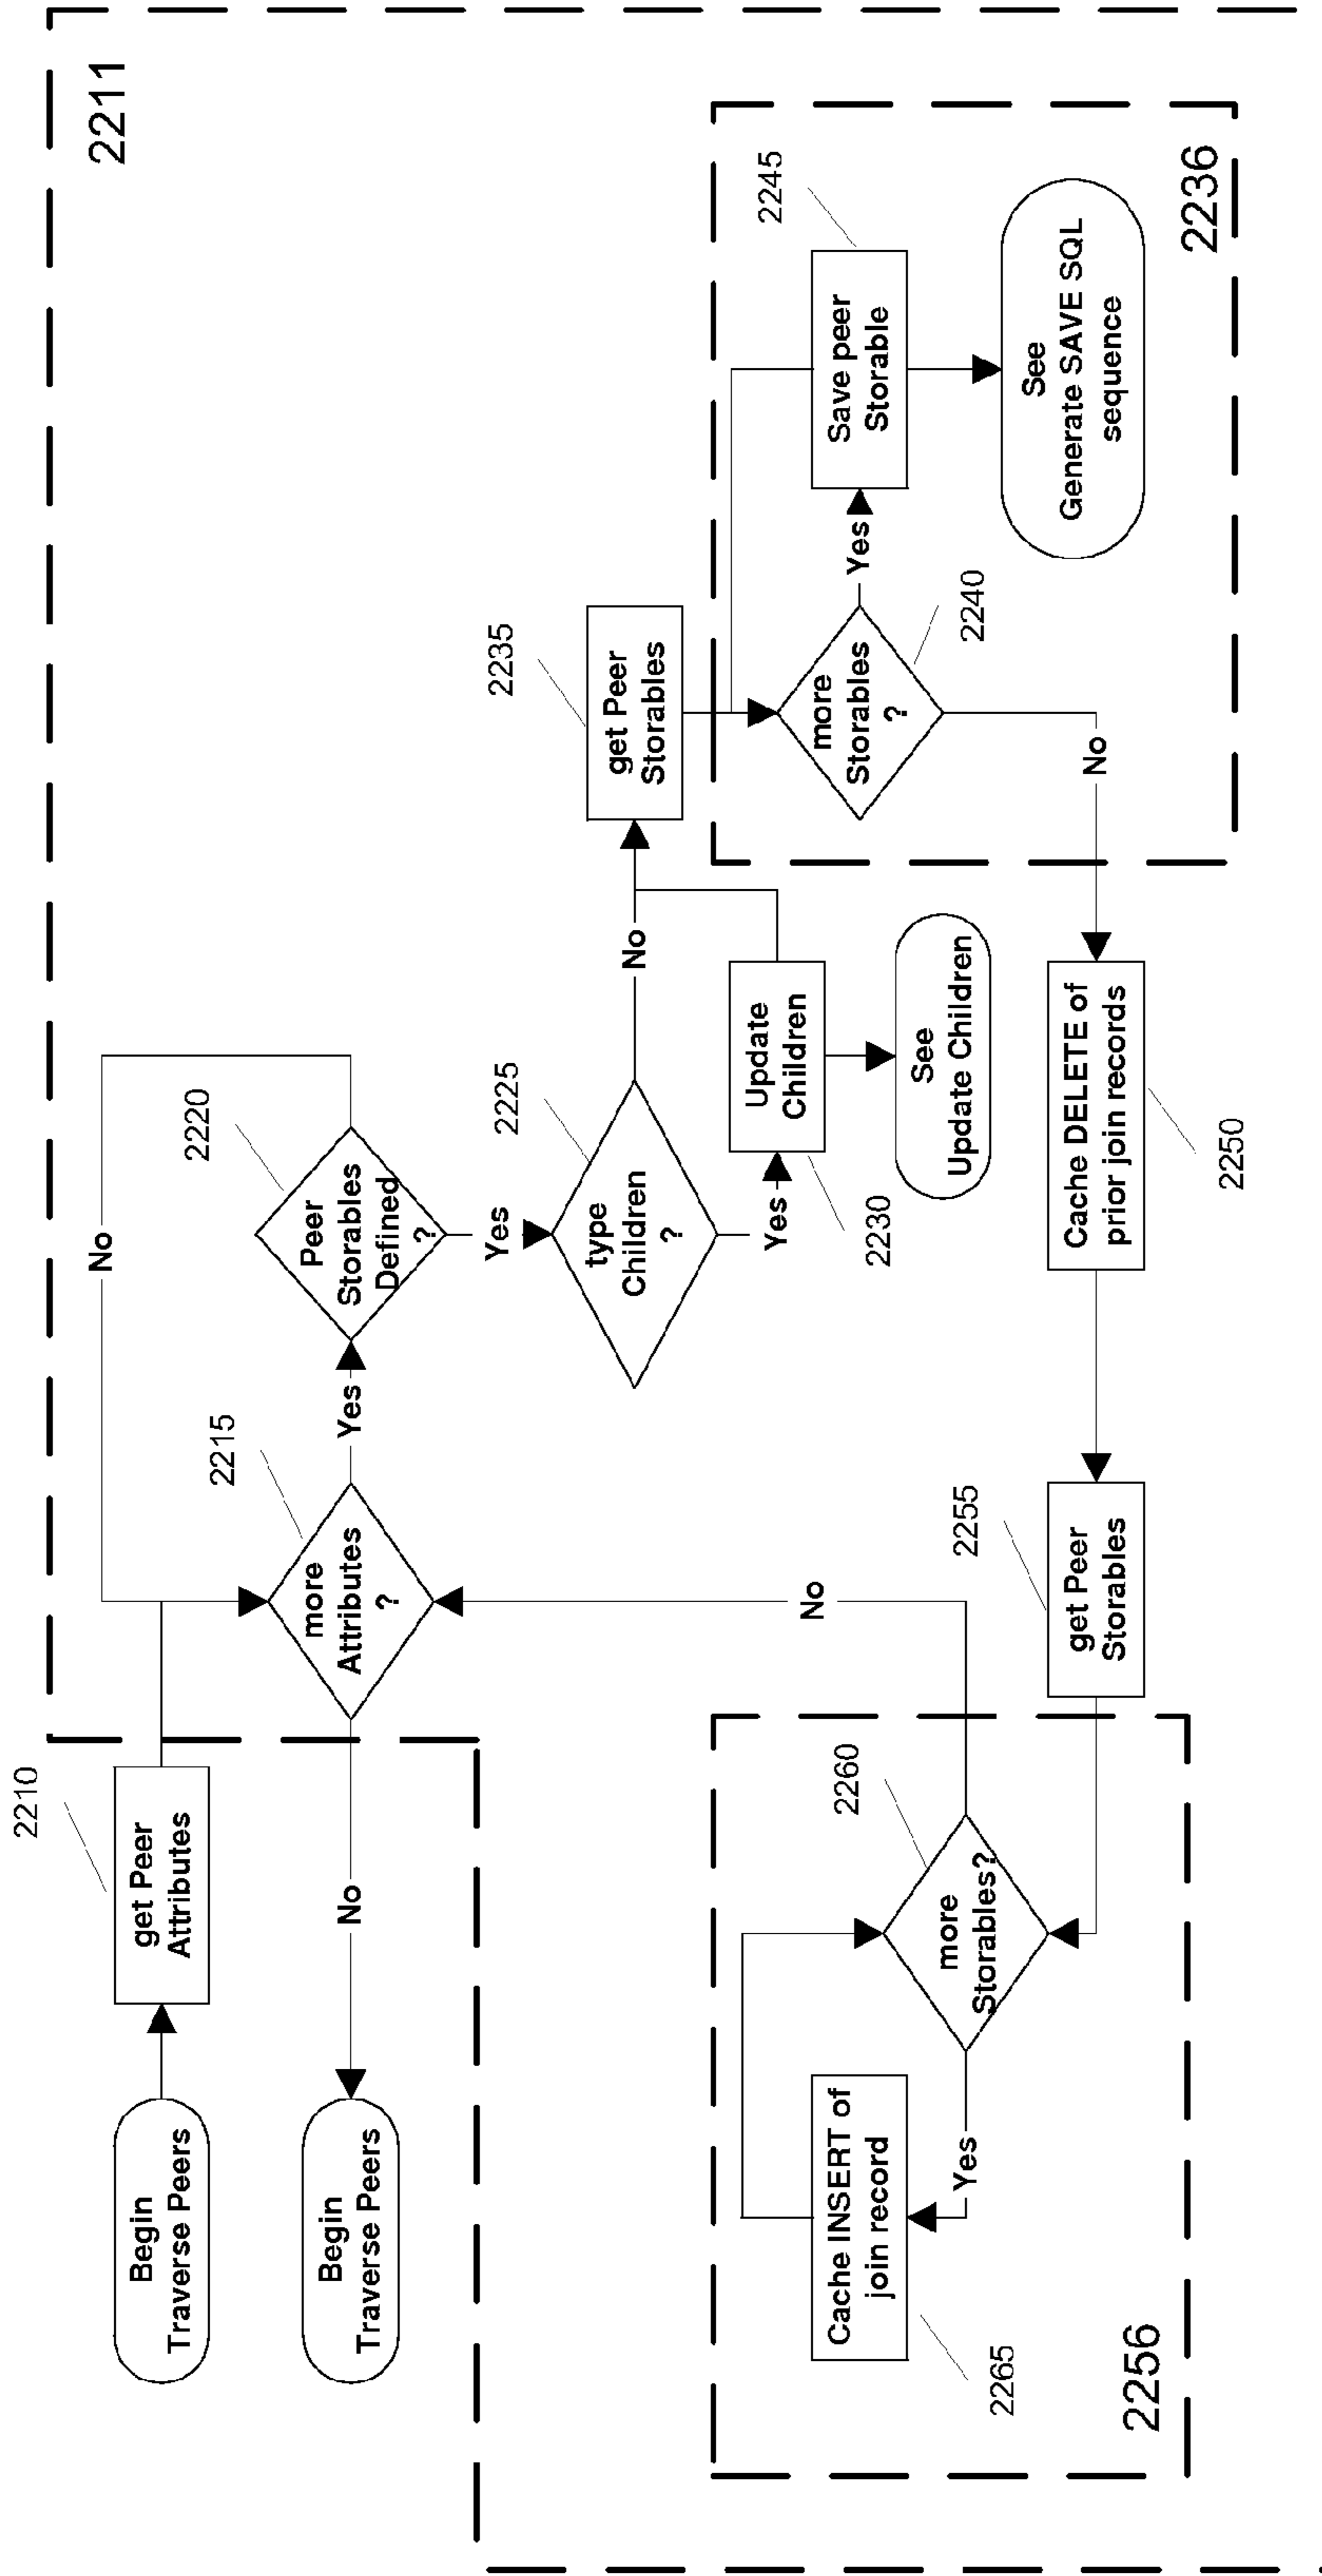 2211
2210
get Peer
Attributes
Begin
Traverse Peers
No
2215
more
Attributes
?
Yes
2220
Peer
Storables
Defined
?
No
Begin
Traverse Peers
Yes
2225
type
Children
?
No
2235
get Peer
Storables
Yes
2230
Update
Children
See
Update Children
2236
more
Storables
?
2240
Yes
2245
Save peer
Storable
See
Generate SAVE SQL
sequence
No
Cache DELETE of
prior join records
2250
2255
get Peer
Storables
2256
2260
more
Storables?
No
Yes
Cache INSERT of
join record
2265